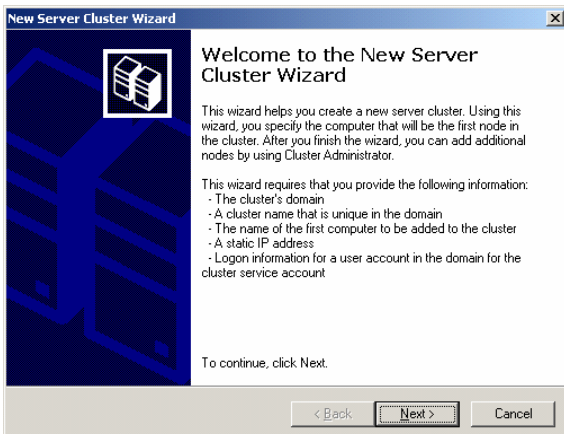 New Server Cluster Wizard
Welcome to the New Server
Cluster Wizard
This wizard helps you create a new server cluster. Using this
wizard, you specify the computer that will be the first node in
the cluster. After you finish the wizard, you can add additional
nodes by using Cluster Administrator.
This wizard requires that you provide the following information:
- The cluster's domain
- A cluster name that is unique in the domain
- The name of the first computer to be added to the cluster
- A static IP address
- Logon information for a user account in the domain for the
cluster service account
To continue, click Next.
< Back Next > Cancel